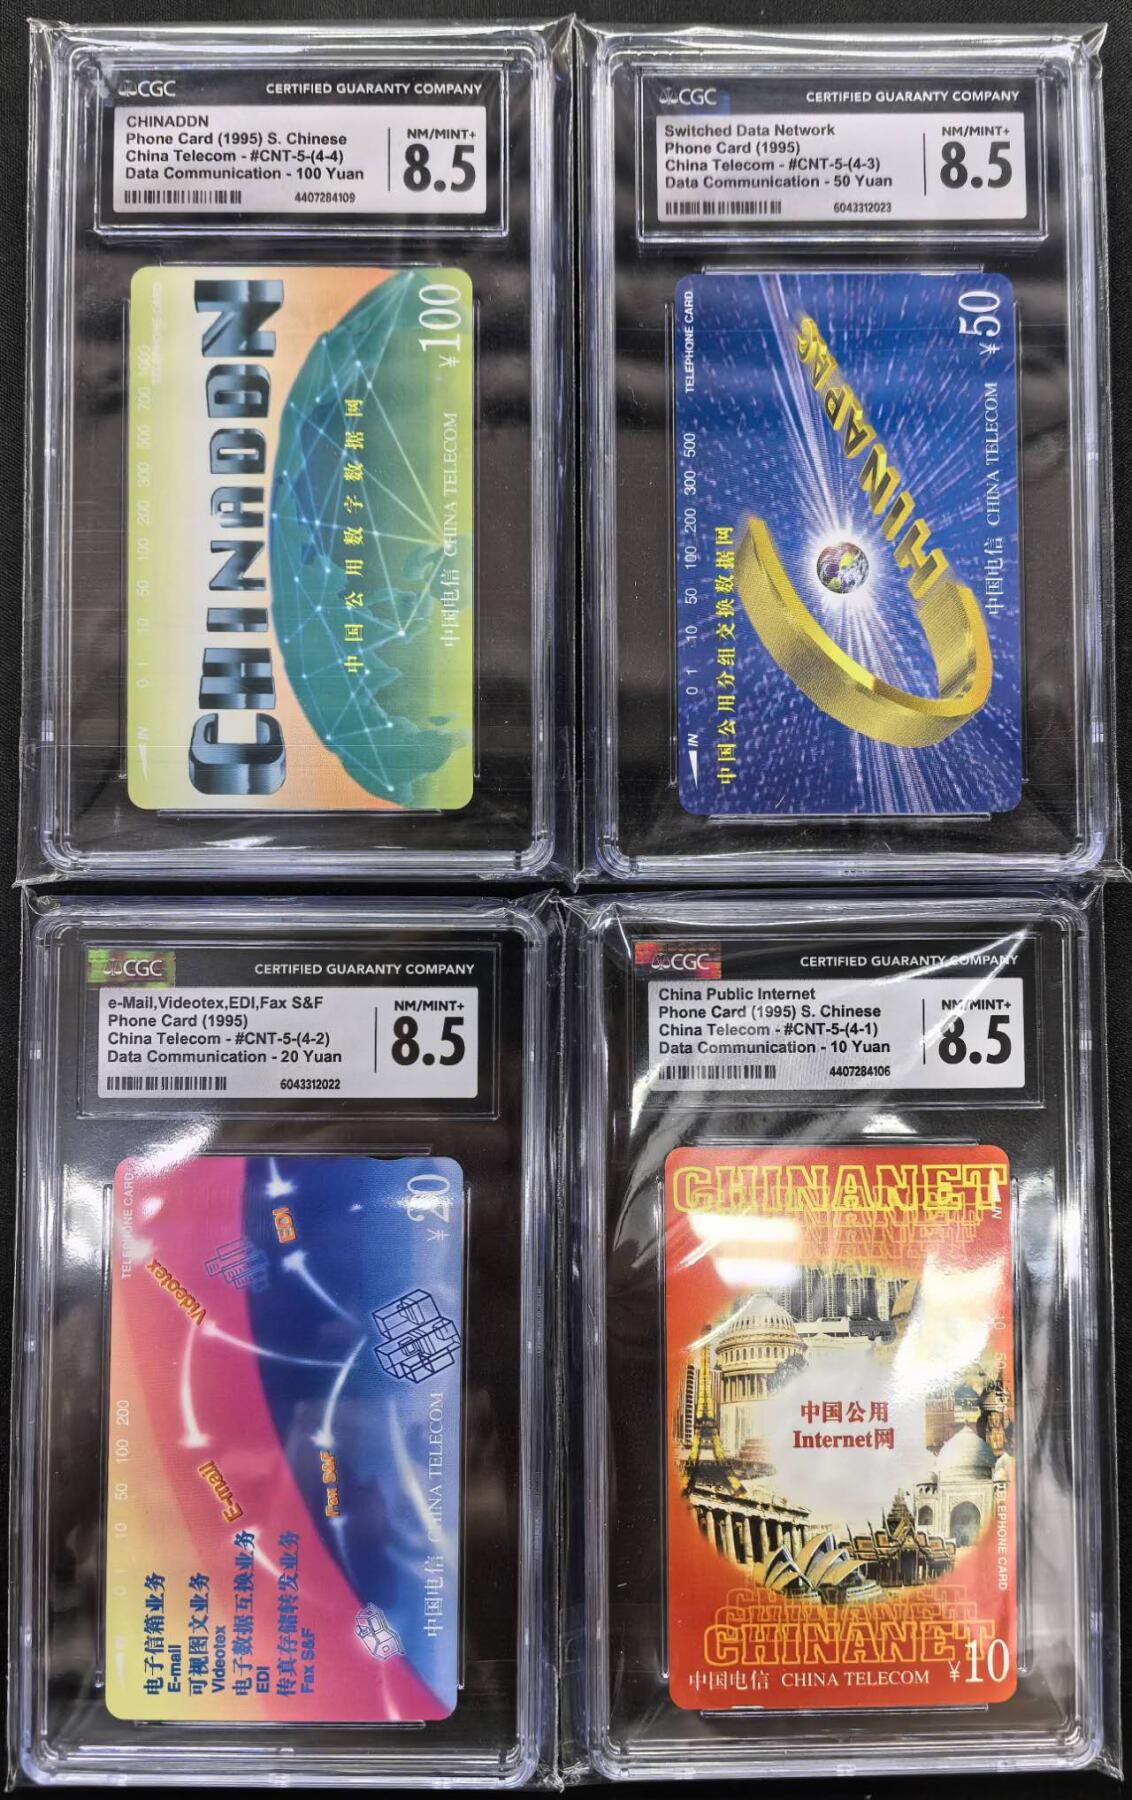 CGC CERTIFIED GUARANTY COMPANY
CHINADDN
Phone Card (1995) S. Chinese
China Telecom - #CNT-5-(4-4)
Data Communication - 100 Yuan
4407284109
NM/MINT+
8.5
TELEPHONE CARD
IN 0 1 10 50 100 200 300 500 700 1000
CHINADDN
中国公用数字数据网
中国电信 CHINA TELECOM ¥100
CGC CERTIFIED GUARANTY COMPANY
Switched Data Network
Phone Card (1995)
China Telecom - #CNT-5-(4-3)
Data Communication - 50 Yuan
6043312023
NM/MINT+
8.5
IN 0 1 10 50 100 200 300 500 TELEPHONE CARD
中国公用分组交换数据网
中国电信 CHINA TELECOM ¥50
CGC CERTIFIED GUARANTY COMPANY
e-Mail,Videotex,EDI,Fax S&F
Phone Card (1995)
China Telecom - #CNT-5-(4-2)
Data Communication - 20 Yuan
6043312022
NM/MINT+
8.5
0 1 10 50 100 200 TELEPHONE CARD
Videotex
EDI
E-mail
Fax S&F
电子信箱业务
E-mail
可视图文业务
Videotex
电子数据互换业务
EDI
传真存储转发业务
Fax S&F
中国电信 CHINA TELECOM ¥20
CGC CERTIFIED GUARANTY COMPANY
China Public Internet
Phone Card (1995) S. Chinese
China Telecom - #CNT-5-(4-1)
Data Communication - 10 Yuan
4407284106
NM/MINT+
8.5
CHINANET
CHINANET
IN
10 50
中国公用
Internet网
TELEPHONE CARD
CHINANET
CHINANET
中国电信 CHINA TELECOM ¥10